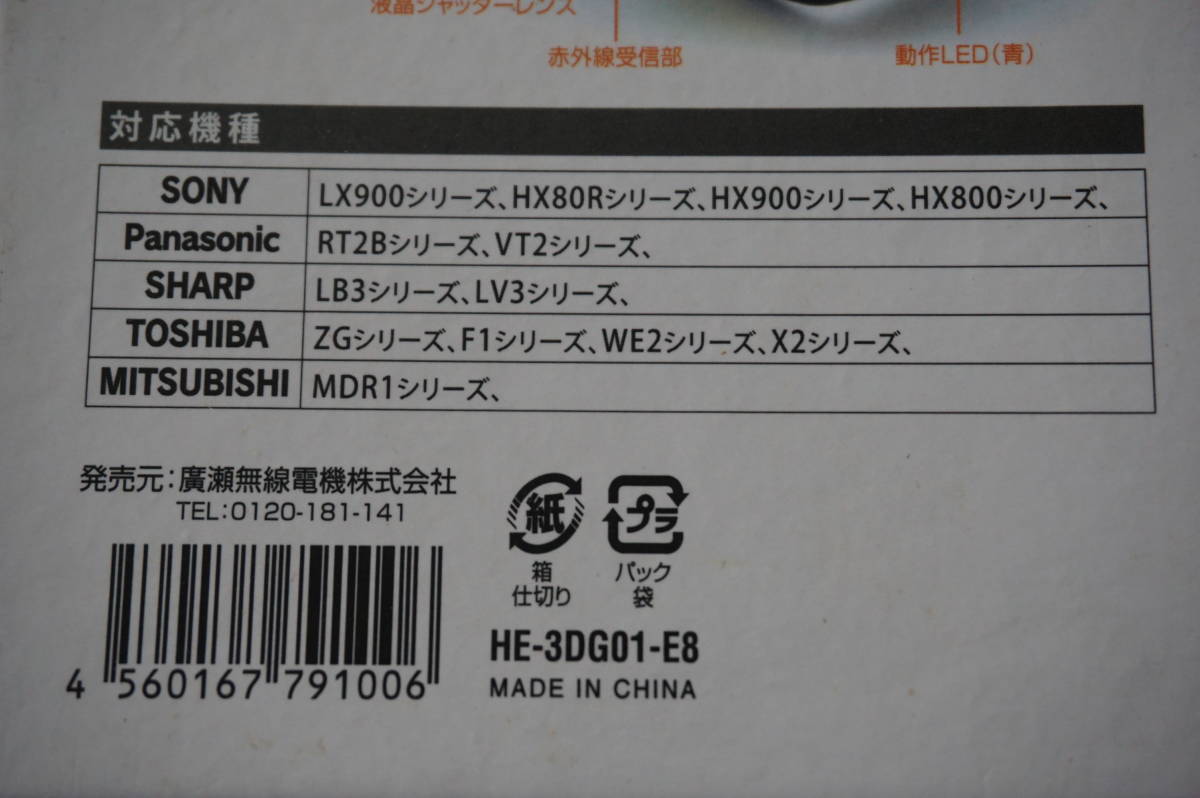 液晶シャッターレンズ
赤外線受信部
動作LED(青)
対応機種
SONY LX900シリーズ、HX80Rシリーズ、HX900シリーズ、HX800シリーズ、
Panasonic RT2Bシリーズ、VT2シリーズ、
SHARP LB3シリーズ、LV3シリーズ、
TOSHIBA ZGシリーズ、F1シリーズ、WE2シリーズ、X2シリーズ、
MITSUBISHI MDR1シリーズ、
発売元:廣瀬無線電機株式会社
TEL:0120-181-141
紙 プラ
箱 パック
仕切り 袋
HE-3DG01-E8
MADE IN CHINA
4 560167 791006